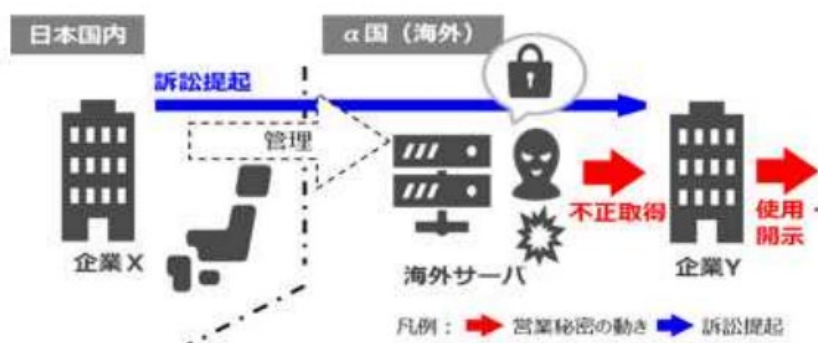 日本国内
α国（海外）
訴訟提起
管理
企業X
海外サーバ
不正取得
企業Y
使用・
開示
凡例： 営業秘密の動き 訴訟提起